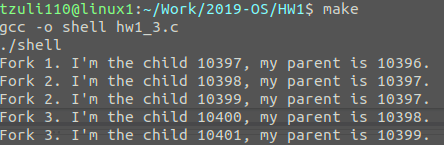 tzuli110@linux1:~/Work/2019-OS/HW1$ make
gcc -o shell hw1_3.c
./shell
Fork 1. I'm the child 10397, my parent is 10396.
Fork 2. I'm the child 10398, my parent is 10397.
Fork 2. I'm the child 10399, my parent is 10397.
Fork 3. I'm the child 10400, my parent is 10398.
Fork 3. I'm the child 10401, my parent is 10399.